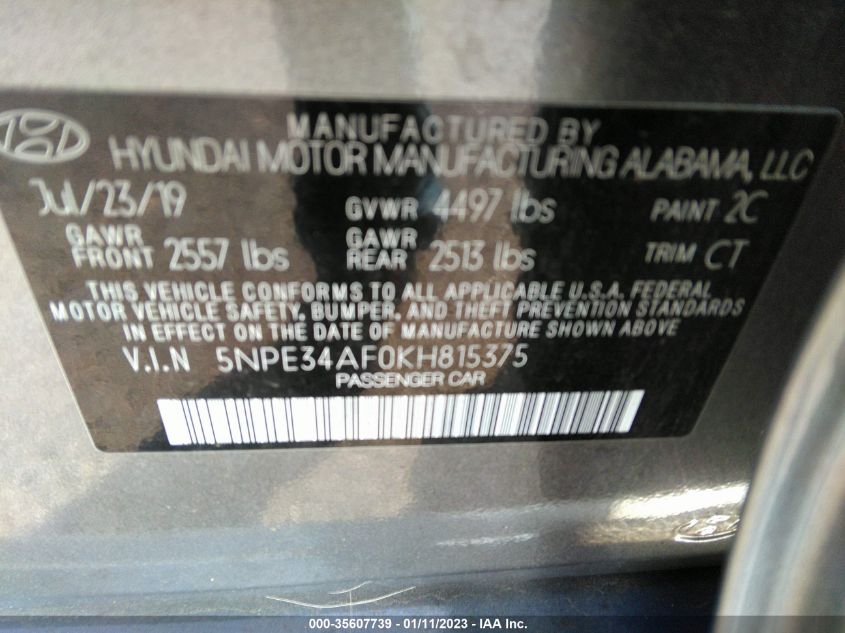 MANUFACTURED BY
HYUNDAI MOTOR MANUFACTURING ALABAMA, LLC
Jul/23/19 GVWR 4497 lbs PAINT 2C
GAWR FRONT 2557 lbs GAWR REAR 2513 lbs TRIM CT
THIS VEHICLE CONFORMS TO ALL APPLICABLE U.S.A. FEDERAL
MOTOR VEHICLE SAFETY, BUMPER, AND THEFT PREVENTION STANDARDS
IN EFFECT ON THE DATE OF MANUFACTURE SHOWN ABOVE
V.I.N 5NPE34AF0KH815375
PASSENGER CAR
000-35607739 - 01/11/2023 - IAA Inc.